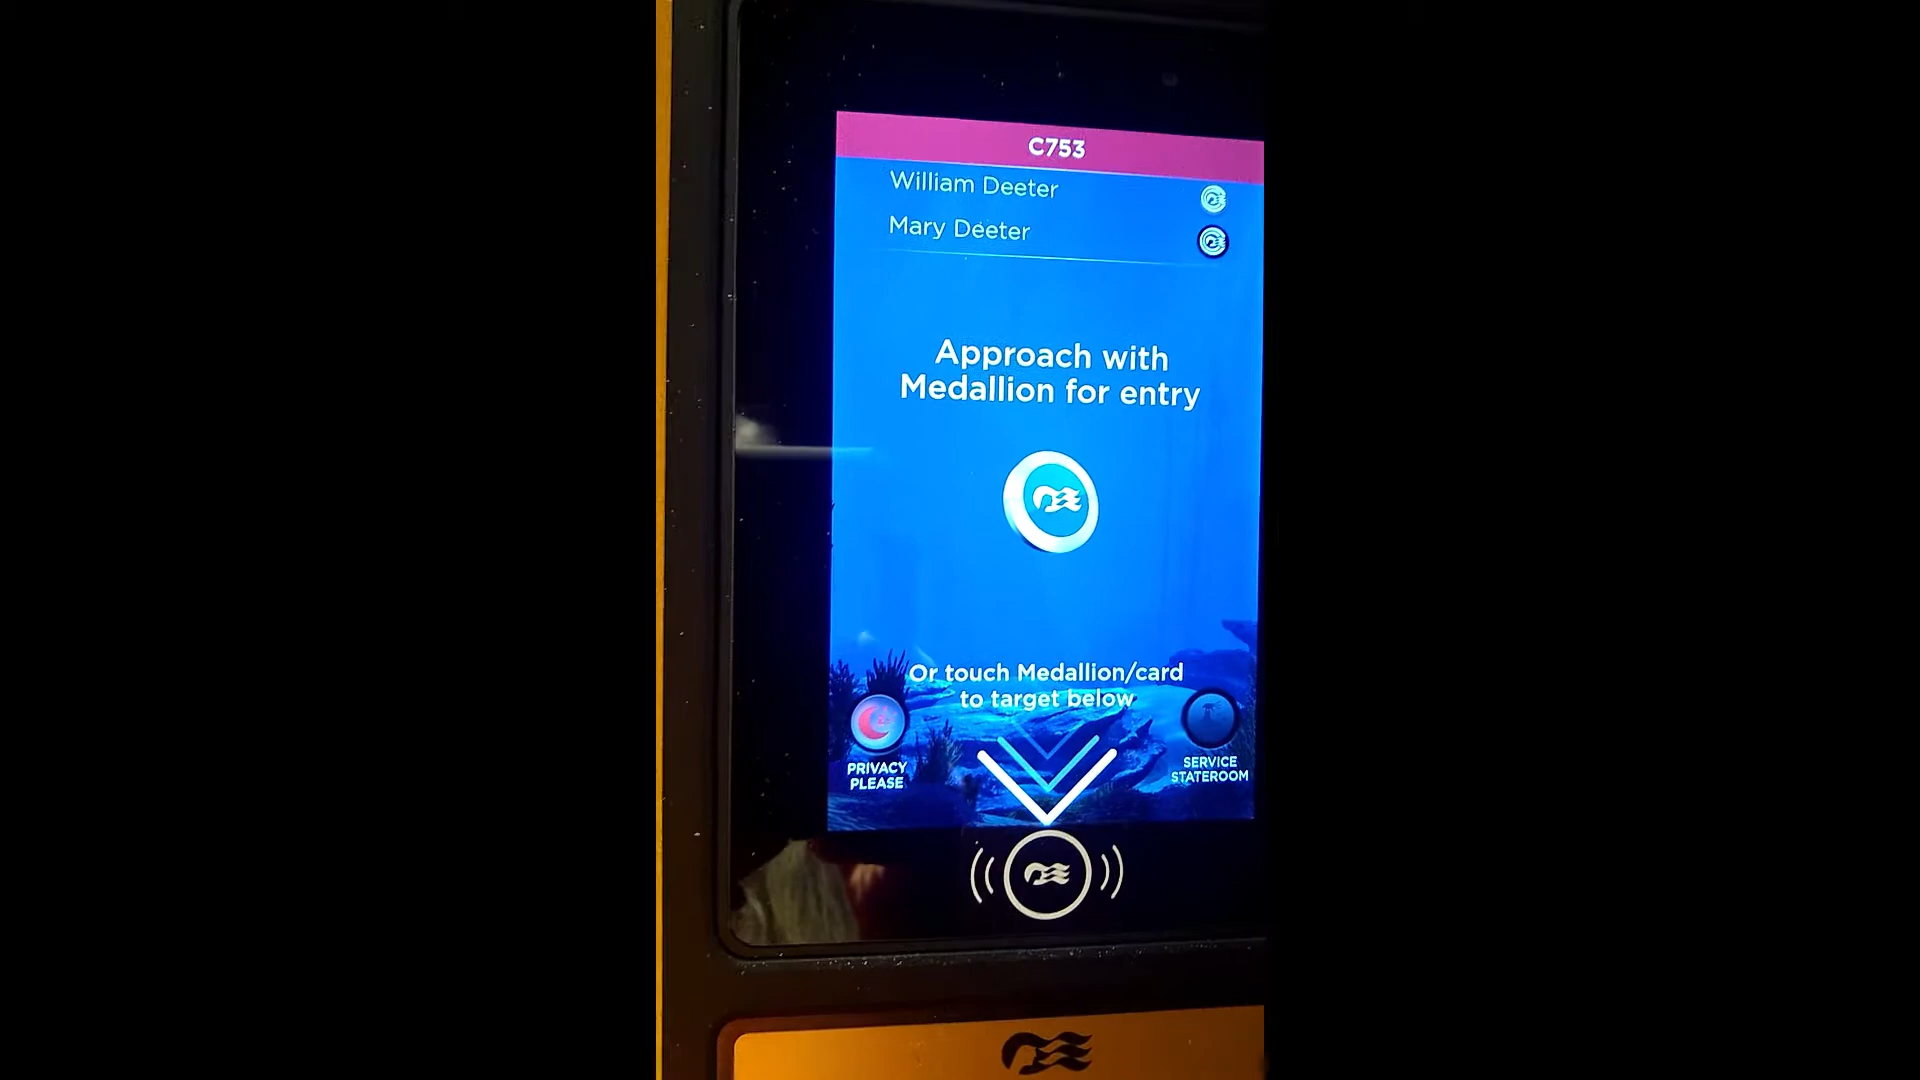 C753
William Deeter
Mary Deeter
Approach with
Medallion for entry
Or touch Medallion/card
to target below
PRIVACY
PLEASE
SERVICE
STATEROOM